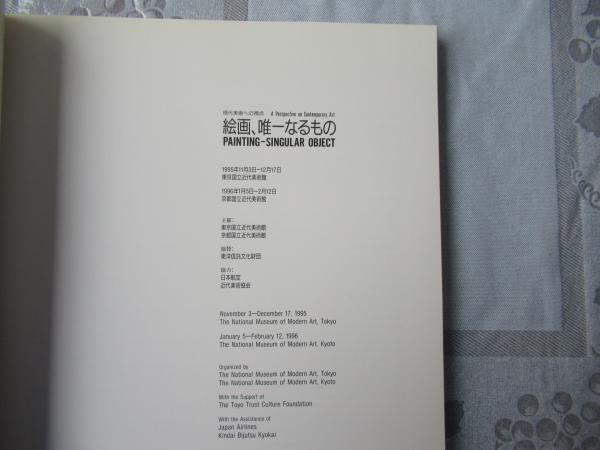 現代美術への視点 A Perspective on Contemporary Art
絵画、唯一なるもの
PAINTING—SINGULAR OBJECT
1995年11月3日—12月17日
東京国立近代美術館
1996年1月5日—2月12日
京都国立近代美術館
主催：
東京国立近代美術館
京都国立近代美術館
協賛：
東洋信託文化財団
協力：
日本航空
近代美術協会
November 3—December 17, 1995
The National Museum of Modern Art, Tokyo
January 5—February 12, 1996
The National Museum of Modern Art, Kyoto
Organized by
The National Museum of Modern Art, Tokyo
The National Museum of Modern Art, Kyoto
With the Support of
The Toyo Trust Culture Foundation
With the Assistance of
Japan Airlines
Kindai Bijutsu Kyokai